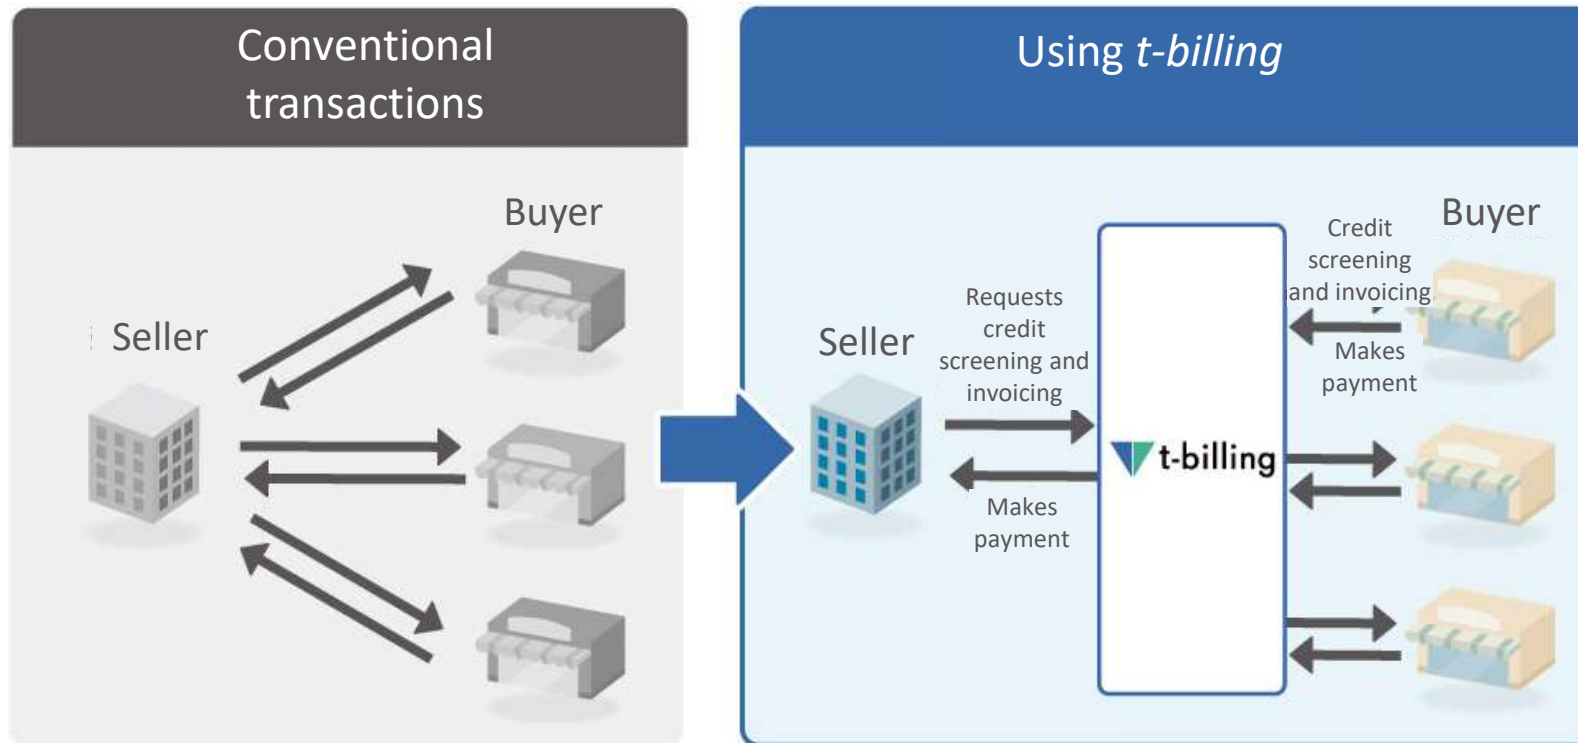 Conventional
transactions
Buyer
Seller
Using t-billing
Buyer
Credit
screening
and invoicing
Makes
payment
Seller
Requests
credit
screening and
invoicing
Makes
payment
t-billing